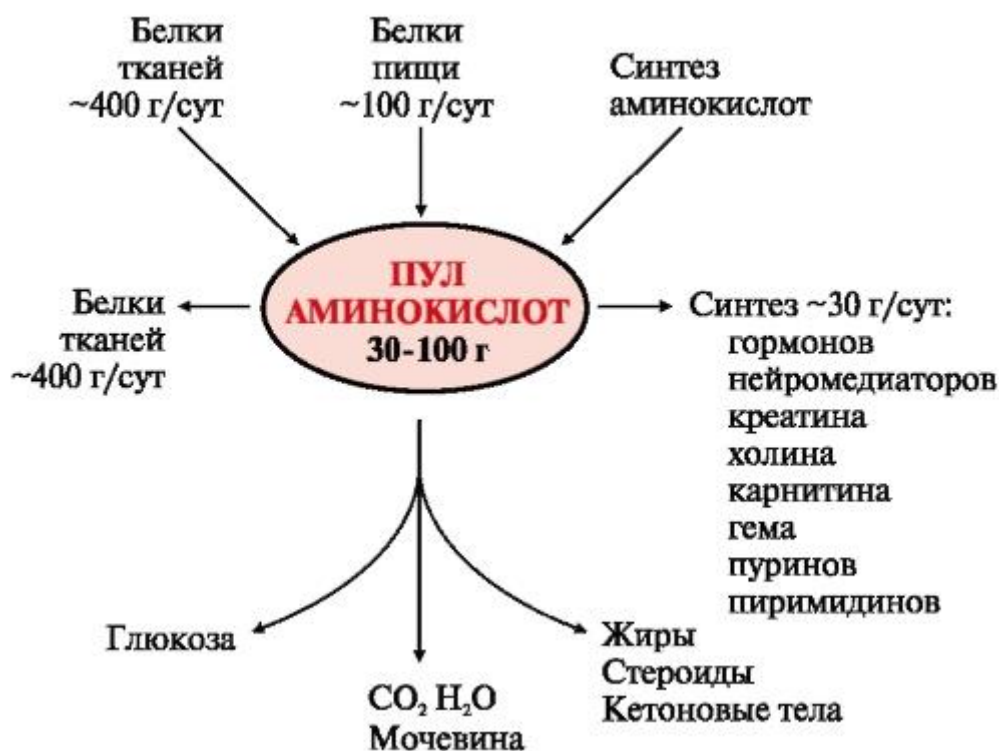 Белки
тканей
~400 г/сут
Белки
пищи
~100 г/сут
Синтез
аминокислот
ПУЛ
АМИНОКИСЛОТ
30-100 г
Белки
тканей
~400 г/сут
Синтез ~30 г/сут:
гормонов
нейромедиаторов
креатина
холина
карнитина
гема
пуринов
пиримидинов
Глюкоза
CO₂ H₂O
Мочевина
Жиры
Стероиды
Кетоновые тела